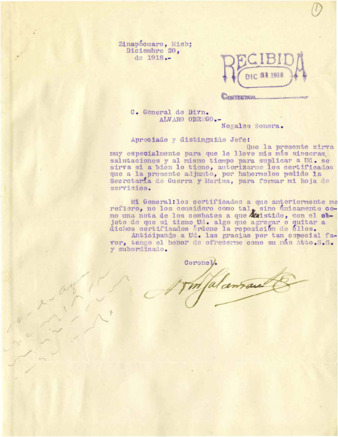 1
Zinapécuaro, Mich;
Diciembre 20,
de 1918.-
RECIBIDA
DIC 31 1918
CONTESTADA
C. General de Divn.
ALVARO OBREGO.-
Nogales Sonora.
Apreciado y distinguido Jefe:
Que la presente sirva
muy especialmente para que le lleve mis más sinceras
salutaciones y al mismo tiempo para suplicar a Ud. se
sirva si a bien lo tiene, autorizarme los certificados
que a la presente adjunto, por habermelos pedido la
Secretaría de Guerra y Marina, para formar mi hoja de
servicios.
Mi General:los certificados a que anteriormente me
refiero, no los considero como tal, sino únicamente co-
mo una nota de los combates a que asistido, con el ob-
jeto de que si tiene Ud. algo que agregar o quitar a
dichos certificados ordene la reposición de ellos.
Anticipando a Ud. las gracias por tan especial fa-
vor, tengo el honor de ofrecerme como su más Atto.S.S.
y subordinado.
Coronel.